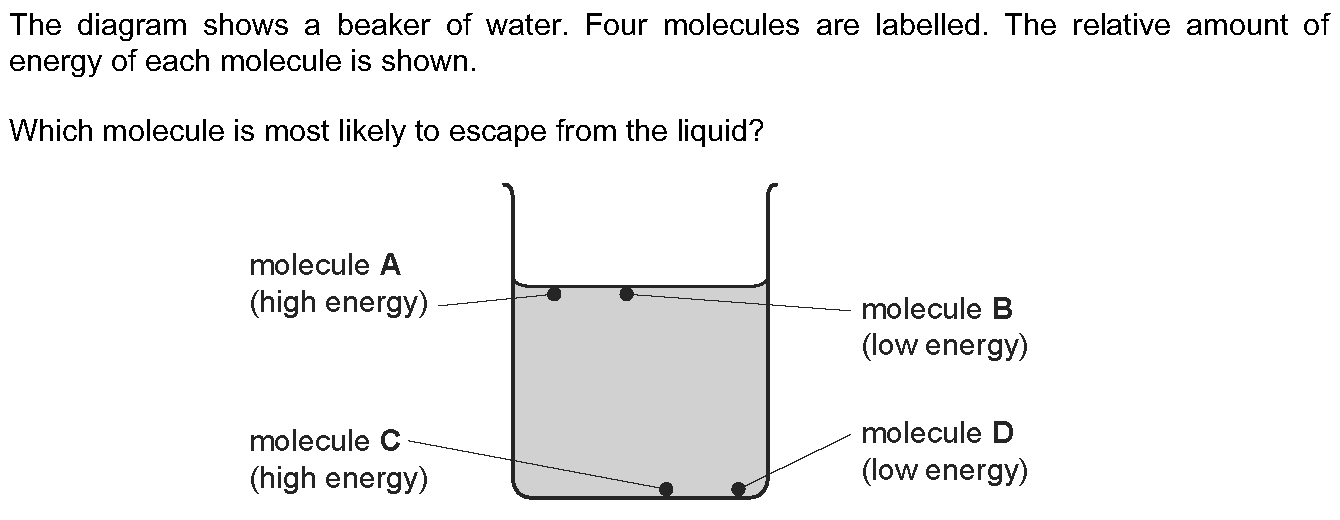 The diagram shows a beaker of water. Four molecules are labelled. The relative amount of
energy of each molecule is shown.
Which molecule is most likely to escape from the liquid?
molecule A
(high energy)
molecule B
(low energy)
molecule C
(high energy)
molecule D
(low energy)